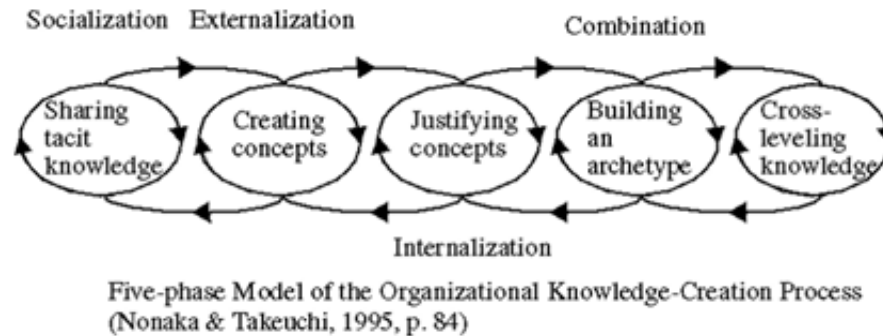 Socialization Externalization
Combination
Sharing
tacit
knowledge
Creating
concepts
Justifying
concepts
Building
an
archetype
Cross-
leveling
knowledge
Internalization
Five-phase Model of the Organizational Knowledge-Creation Process
(Nonaka & Takeuchi, 1995, p. 84)